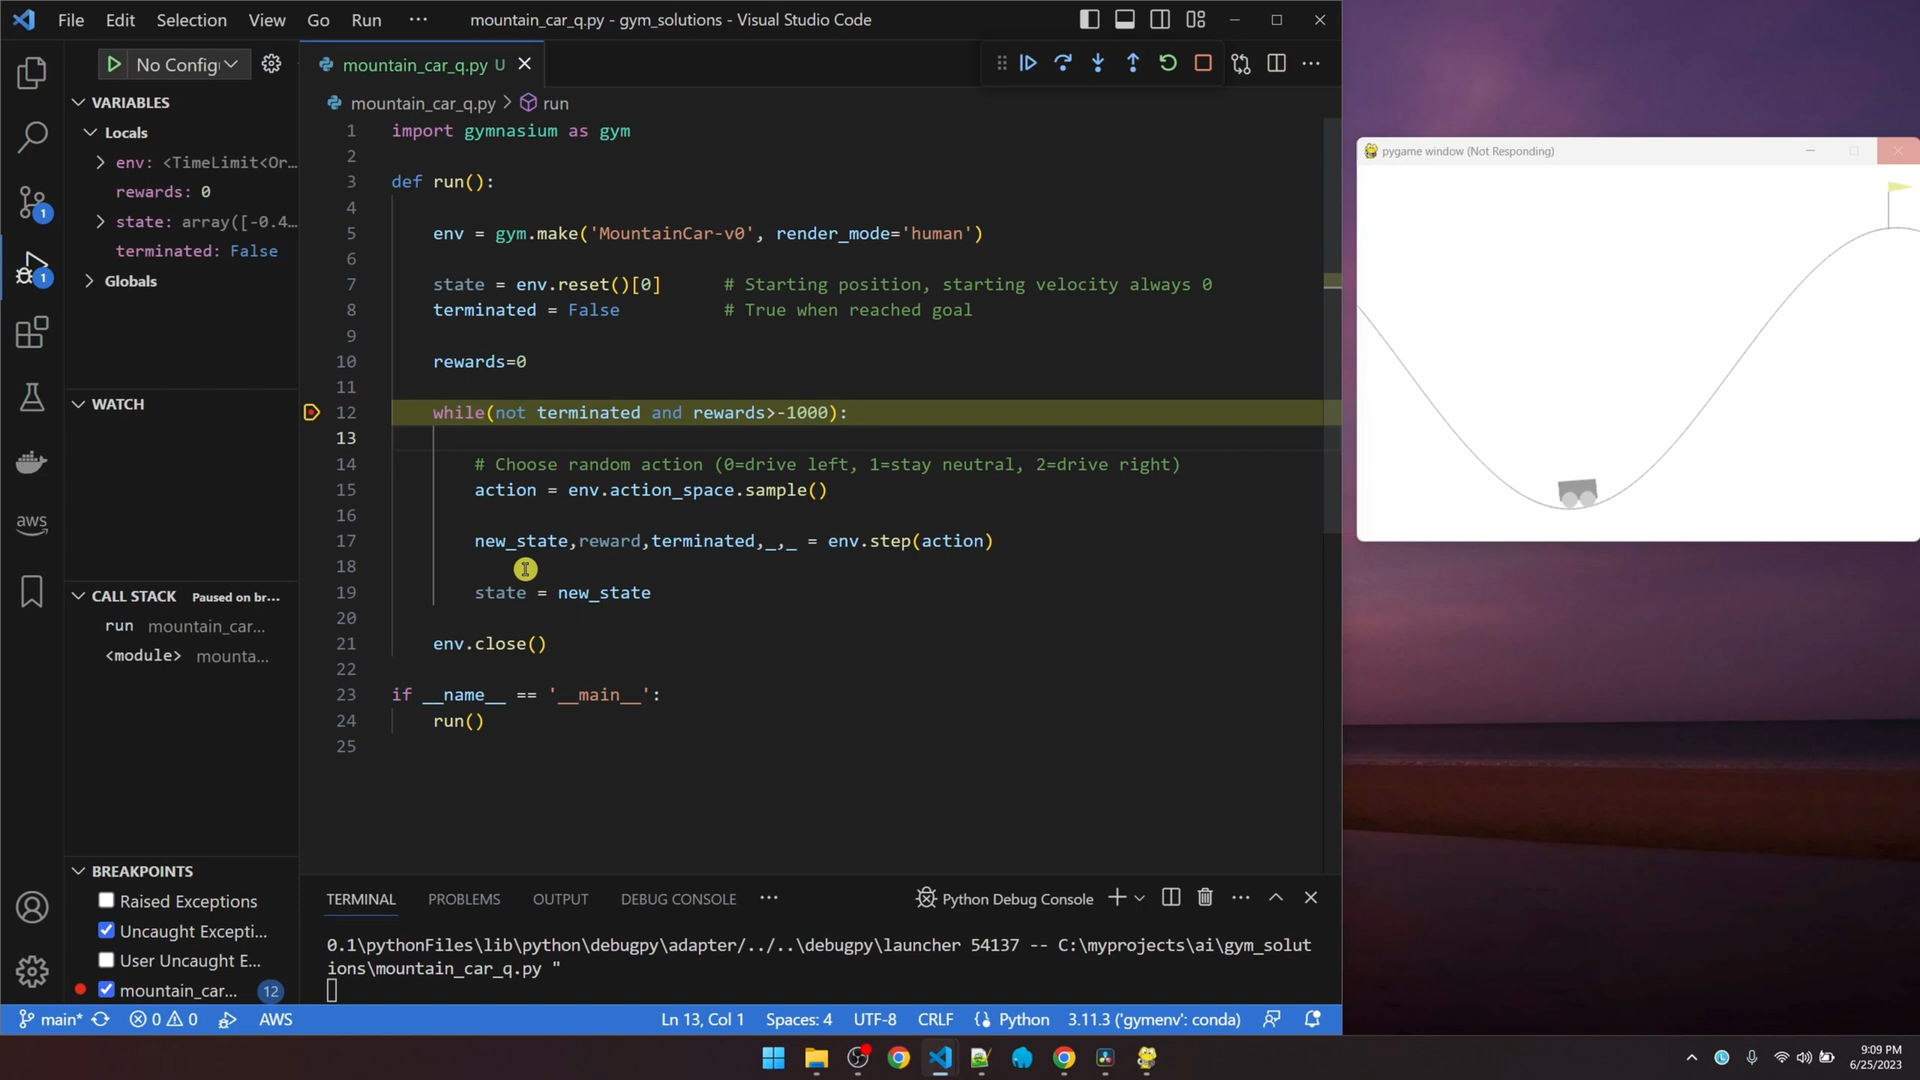 File Edit Selection View Go Run ··· mountain_car_q.py - gym_solutions - Visual Studio Code
No Config
mountain_car_q.py U
VARIABLES
Locals
env: <TimeLimit<Or...
rewards: 0
state: array([-0.4...
terminated: False
Globals
WATCH
CALL STACK Paused on br...
run mountain_car...
<module> mounta...
BREAKPOINTS
Raised Exceptions
Uncaught Excepti...
User Uncaught E...
mountain_car... 12
1
1
aws
mountain_car_q.py > run
1 import gymnasium as gym
2
3 def run():
4
5 env = gym.make('MountainCar-v0', render_mode='human')
6
7 state = env.reset()[0] # Starting position, starting velocity always 0
8 terminated = False # True when reached goal
9
10 rewards=0
11
12 while(not terminated and rewards>-1000):
13
14 # Choose random action (0=drive left, 1=stay neutral, 2=drive right)
15 action = env.action_space.sample()
16
17 new_state,reward,terminated,_,_ = env.step(action)
18
19 state = new_state
20
21 env.close()
22
23 if __name__ == '__main__':
24 run()
25
TERMINAL PROBLEMS OUTPUT DEBUG CONSOLE ··· Python Debug Console
0.1\pythonFiles\lib\python\debugpy\adapter/../..\debugpy\launcher 54137 -- C:\myprojects\ai\gym_solut
ions\mountain_car_q.py "
main* 0 0 AWS Ln 13, Col 1 Spaces: 4 UTF-8 CRLF Python 3.11.3 ('gymenv': conda)
pygame window (Not Responding)
9:09 PM
6/25/2023